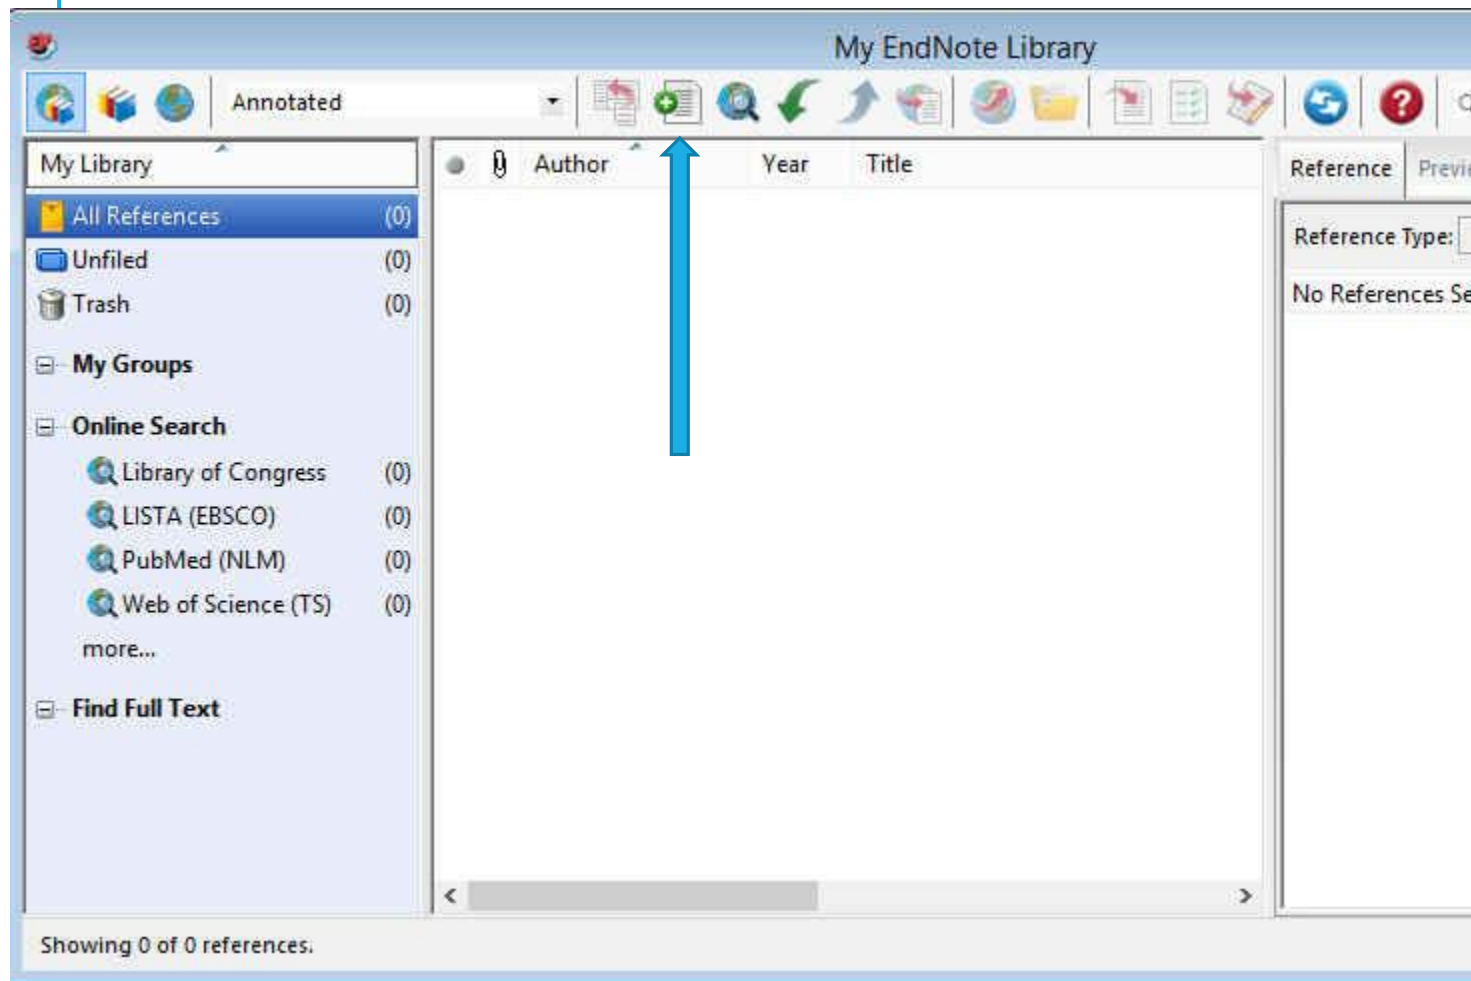 My EndNote Library
Annotated
My Library
All References (0)
Unfiled (0)
Trash (0)
My Groups
Online Search
Library of Congress (0)
LISTA (EBSCO) (0)
PubMed (NLM) (0)
Web of Science (TS) (0)
more...
Find Full Text
Author Year Title
Reference
Reference Type:
No References
Showing 0 of 0 references.